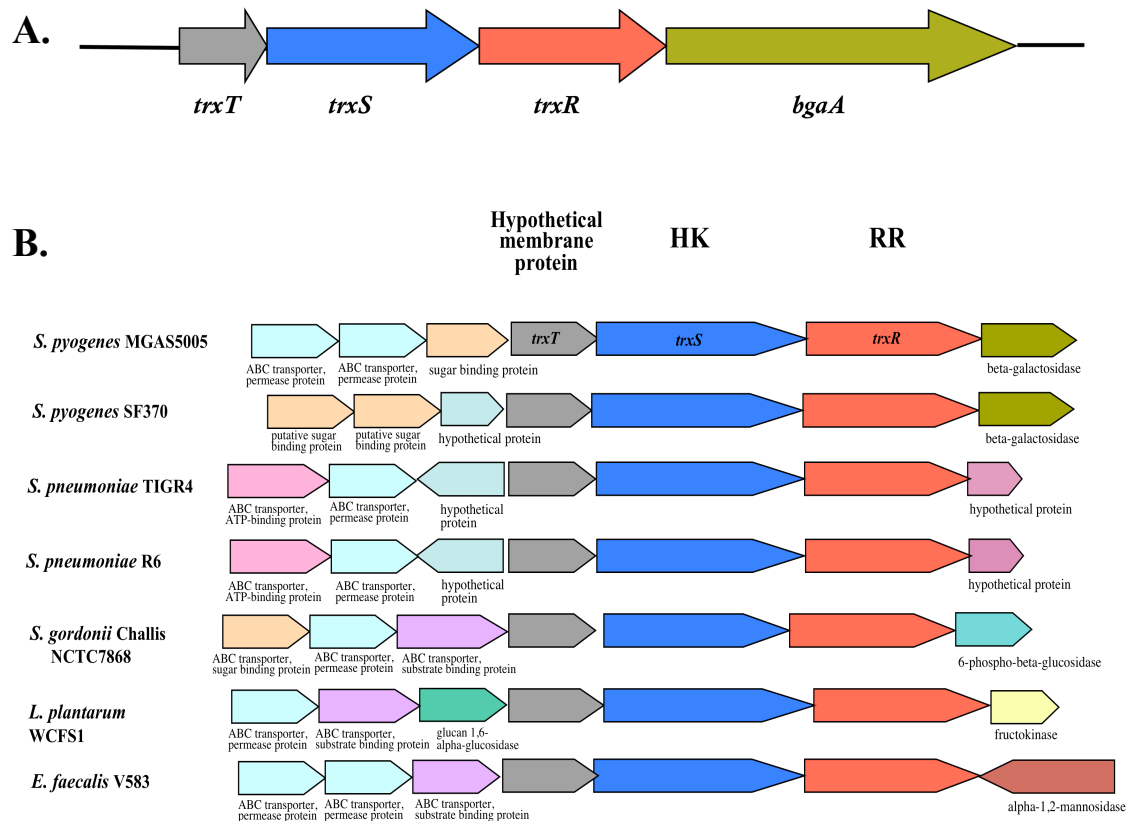 A.
trxT trxS trxR bgaA
B.
Hypothetical
membrane
protein
HK RR
S. pyogenes MGAS5005
trxT trxS trxR
ABC transporter,
permease protein
ABC transporter,
permease protein
sugar binding protein
beta-galactosidase
S. pyogenes SF370
putative sugar
binding protein
putative sugar
binding protein
hypothetical protein
beta-galactosidase
S. pneumoniae TIGR4
ABC transporter,
ATP-binding protein
ABC transporter,
permease protein
hypothetical
protein
hypothetical protein
S. pneumoniae R6
ABC transporter,
ATP-binding protein
ABC transporter,
permease protein
hypothetical
protein
hypothetical protein
S. gordonii Challis
NCTC7868
ABC transporter,
sugar binding protein
ABC transporter,
permease protein
ABC transporter,
substrate binding protein
6-phospho-beta-glucosidase
L. plantarum
WCFS1
ABC transporter,
permease protein
ABC transporter,
substrate binding protein
glucan 1,6-
alpha-glucosidase
fructokinase
E. faecalis V583
ABC transporter,
permease protein
ABC transporter,
permease protein
ABC transporter,
substrate binding protein
alpha-1,2-mannosidase